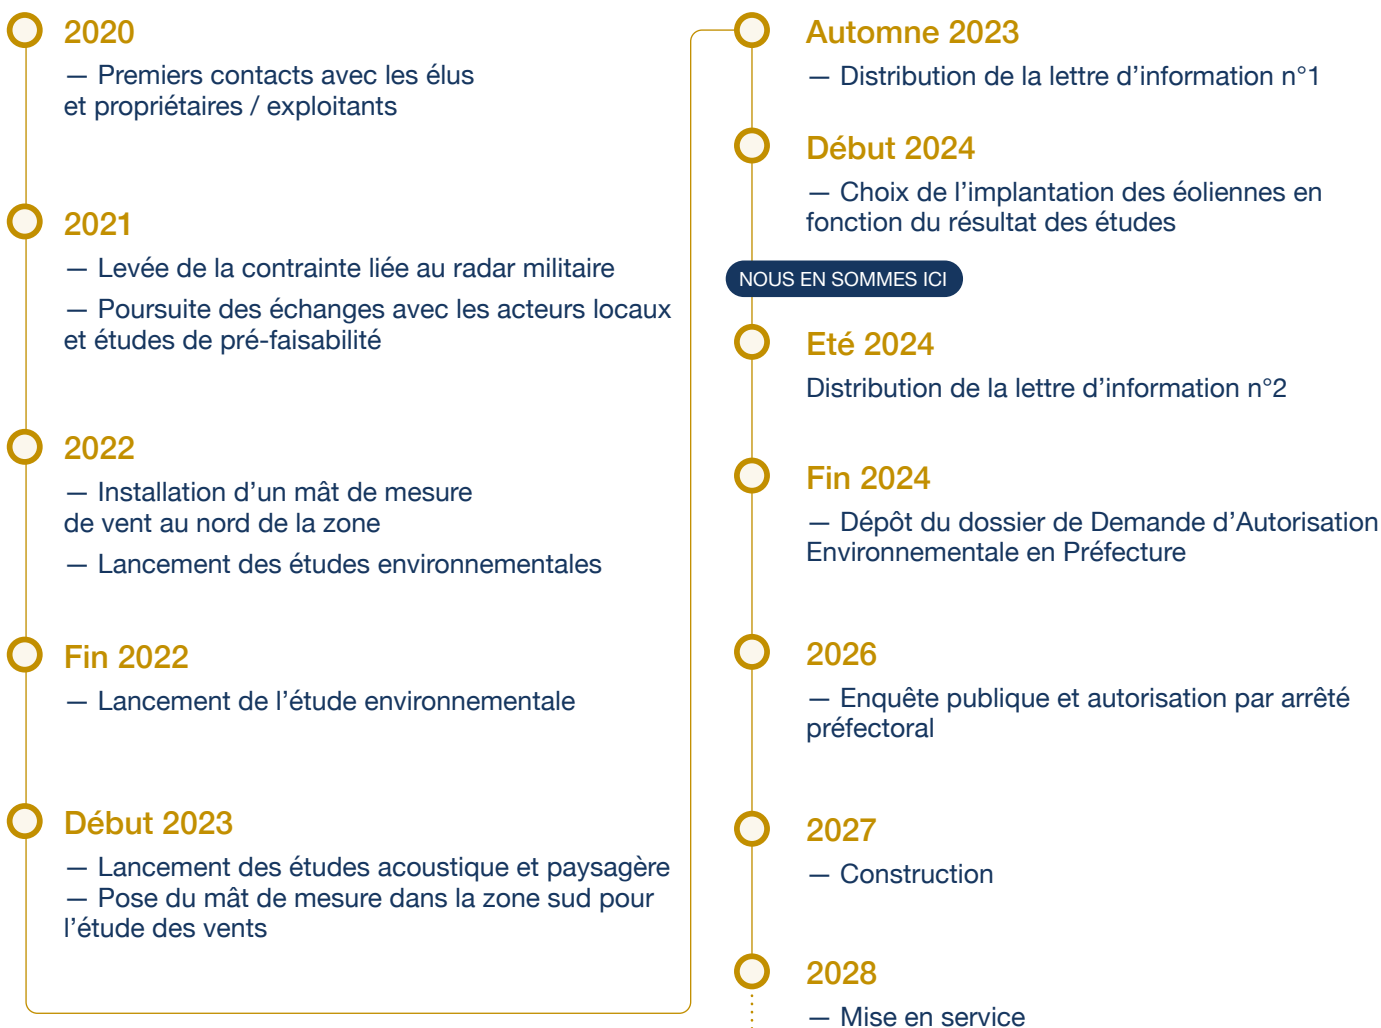 2020
— Premiers contacts avec les élus
et propriétaires / exploitants
2021
— Levée de la contrainte liée au radar militaire
— Poursuite des échanges avec les acteurs locaux
et études de pré-faisabilité
2022
— Installation d’un mât de mesure
de vent au nord de la zone
— Lancement des études environnementales
Fin 2022
— Lancement de l’étude environnementale
Début 2023
— Lancement des études acoustique et paysagère
— Pose du mât de mesure dans la zone sud pour
l’étude des vents
Automne 2023
— Distribution de la lettre d’information n°1
Début 2024
— Choix de l’implantation des éoliennes en
fonction du résultat des études
NOUS EN SOMMES ICI
Eté 2024
Distribution de la lettre d’information n°2
Fin 2024
— Dépôt du dossier de Demande d’Autorisation
Environnementale en Préfecture
2026
— Enquête publique et autorisation par arrêté
préfectoral
2027
— Construction
2028
— Mise en service